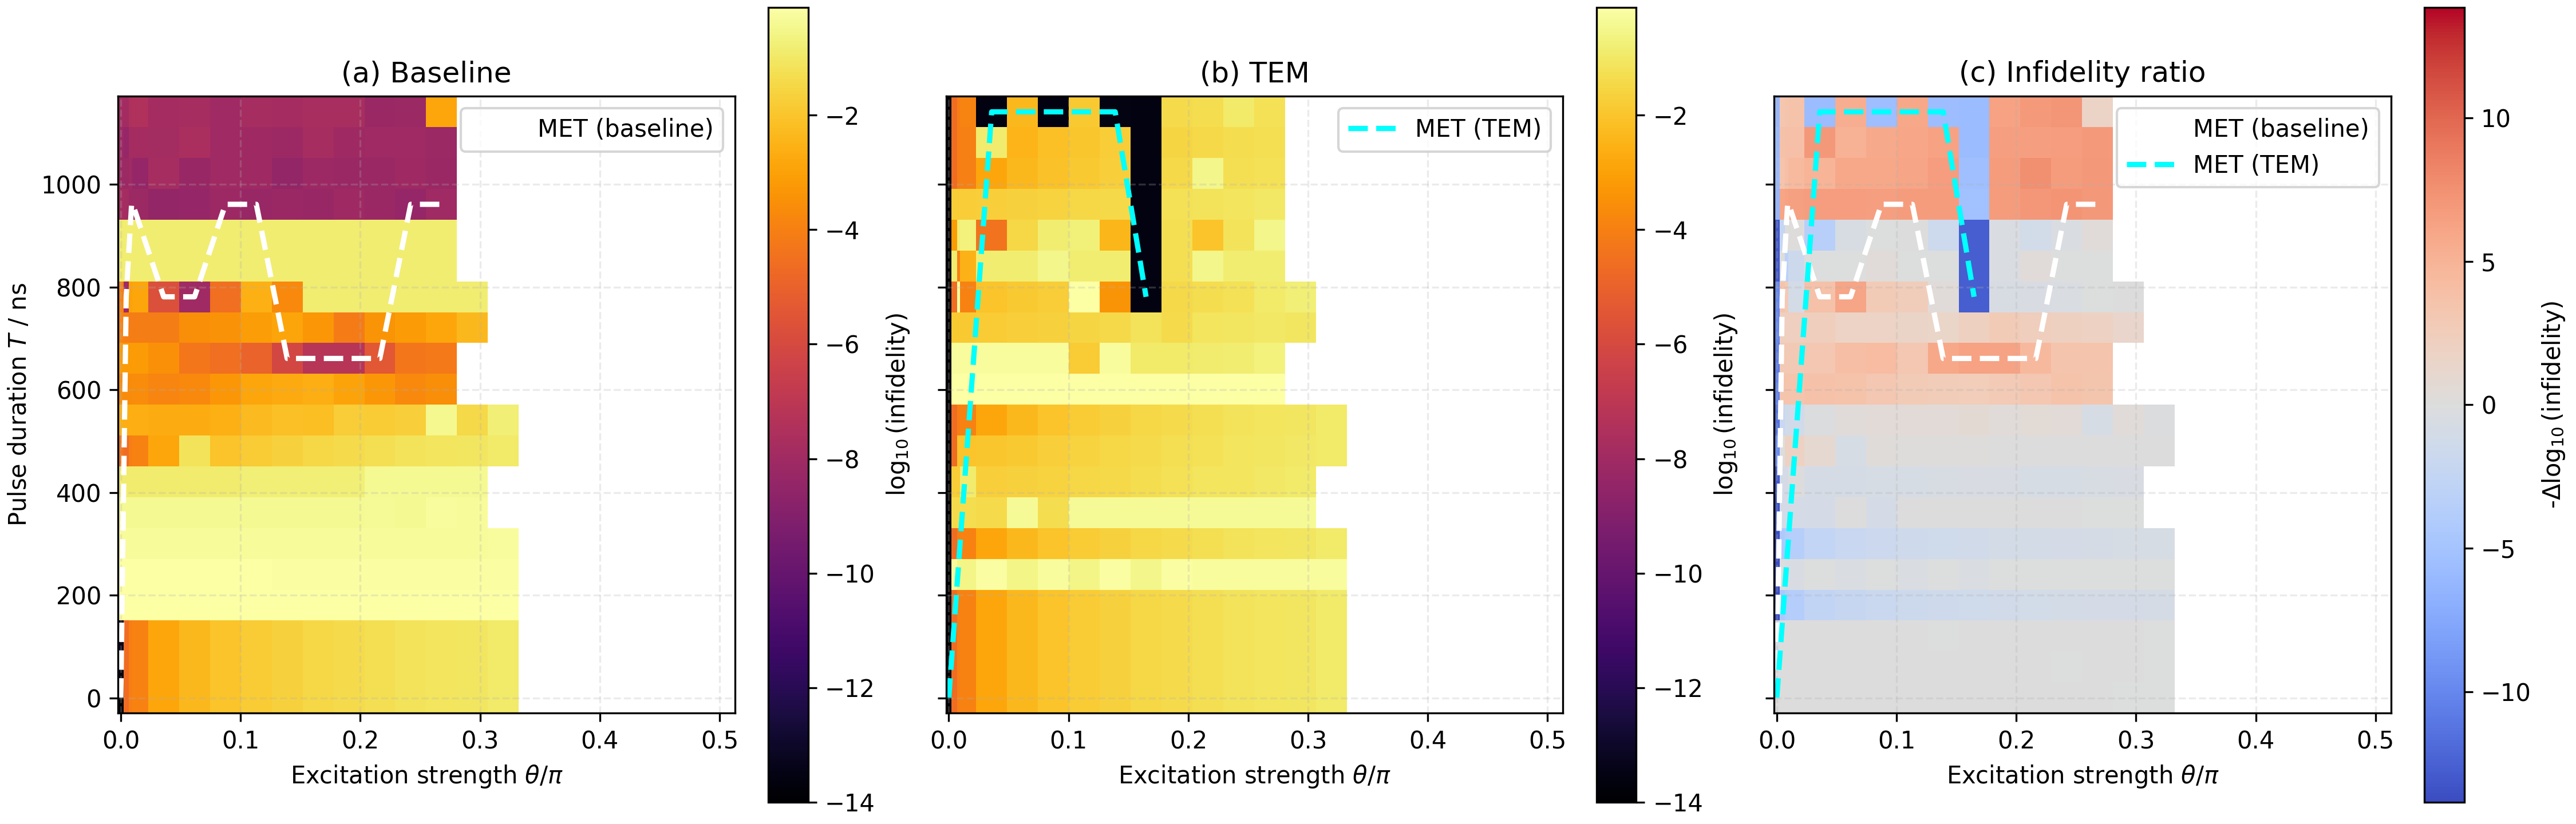 (a) Baseline
MET (baseline)
Pulse duration T / ns
1000
800
600
400
200
0
0.0 0.1 0.2 0.3 0.4 0.5
Excitation strength θ/π
−2
−4
−6
−8
−10
−12
−14
log₁₀(infidelity)
(b) TEM
MET (TEM)
0.0 0.1 0.2 0.3 0.4 0.5
Excitation strength θ/π
−2
−4
−6
−8
−10
−12
−14
log₁₀(infidelity)
(c) Infidelity ratio
MET (baseline)
MET (TEM)
0.0 0.1 0.2 0.3 0.4 0.5
Excitation strength θ/π
10
5
0
−5
−10
-Δlog₁₀(infidelity)